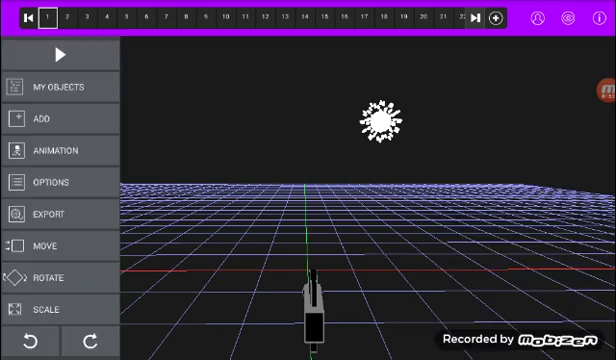 1 2 3 4 5 6 7 8 9 10 11 12 13 14 15 16 17 18 19 20 21
MY OBJECTS
ADD
ANIMATION
OPTIONS
EXPORT
MOVE
ROTATE
SCALE
Recorded by mobizen